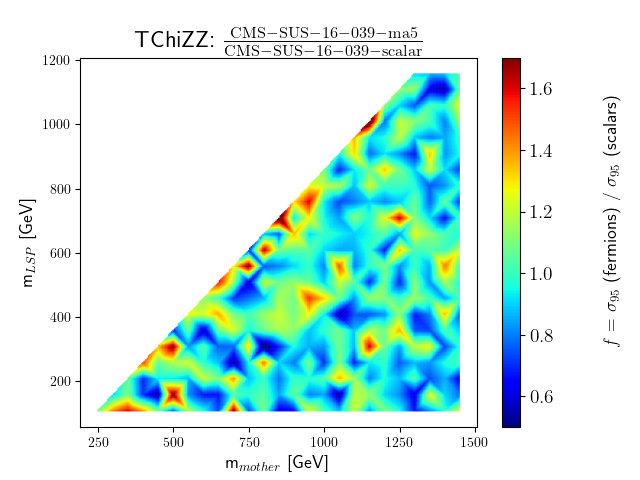 TChiZZ: CMS−SUS−16−039−ma5
CMS−SUS−16−039−scalar
1200
1000
800
600
400
200
m_LSP [GeV]
250 500 750 1000 1250 1500
m_mother [GeV]
1.6
1.4
1.2
1.0
0.8
0.6
f = σ_95 (fermions) / σ_95 (scalars)